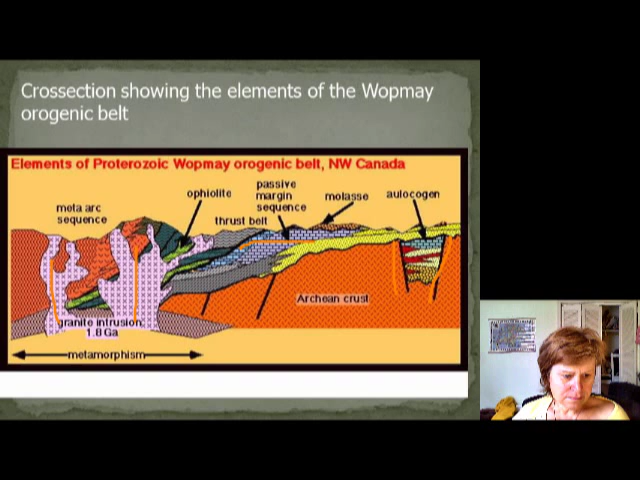 Crossection showing the elements of the Wopmay
orogenic belt
Elements of Proterozoic Wopmay orogenic belt, NW Canada
meta arc
sequence
ophiolite
thrust belt
passive
margin
sequence
molasse
aulocogen
Archean crust
granite intrusion
1.8 Ga
metamorphism